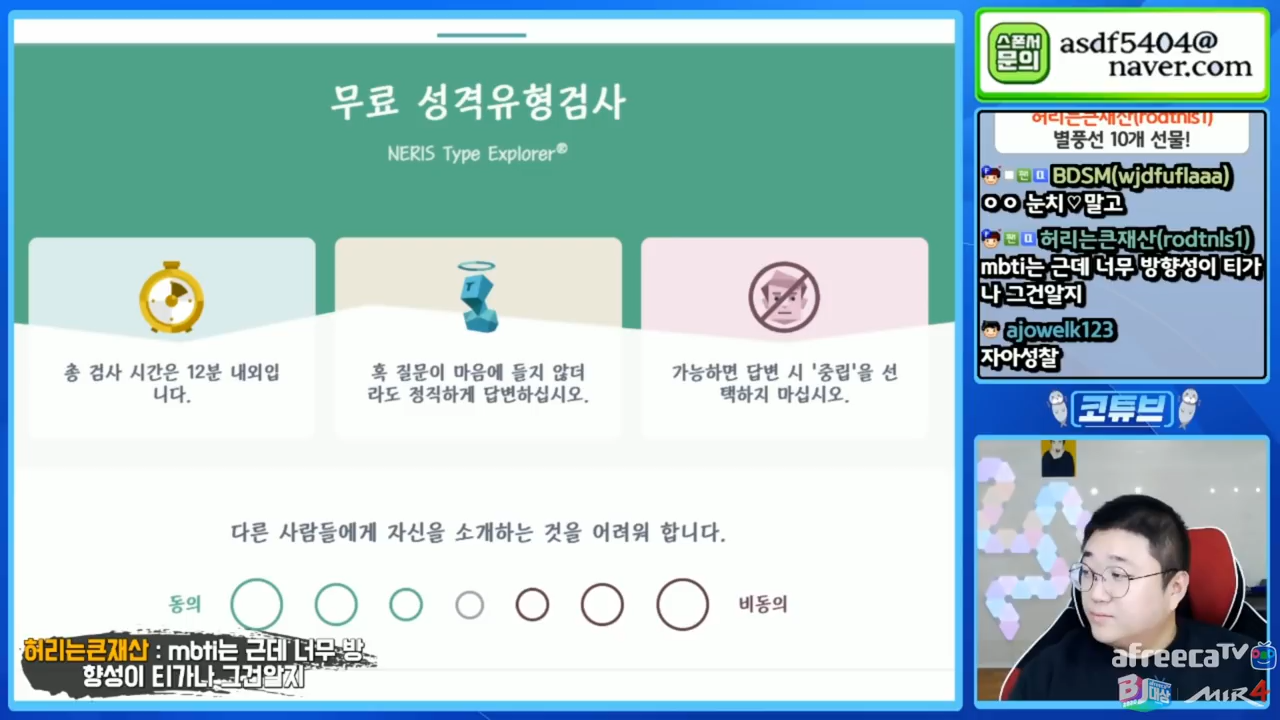 무료 성격유형검사
NERIS Type Explorer®
총 검사 시간은 12분 내외입
니다.
혹 질문이 마음에 들지 않더
라도 정직하게 답변하십시오.
가능하면 답변 시 '중립'을 선
택하지 마십시오.
다른 사람들에게 자신을 소개하는 것을 어려워 합니다.
동의
비동의
허리는큰재산 : mbti는 근데 너무 방
향성이 티가나 그건알지
스폰서
문의
asdf5404@
naver.com
허리는큰재산(rodtnls1)
별풍선 10개 선물!
BDSM(wjdfuflaaa)
ㅇㅇ 눈치♡말고
허리는큰재산(rodtnls1)
mbti는 근데 너무 방향성이 티가
나 그건알지
ajowelk123
자아성찰
코튜브
afreecaTV
BJ대상
MIR4